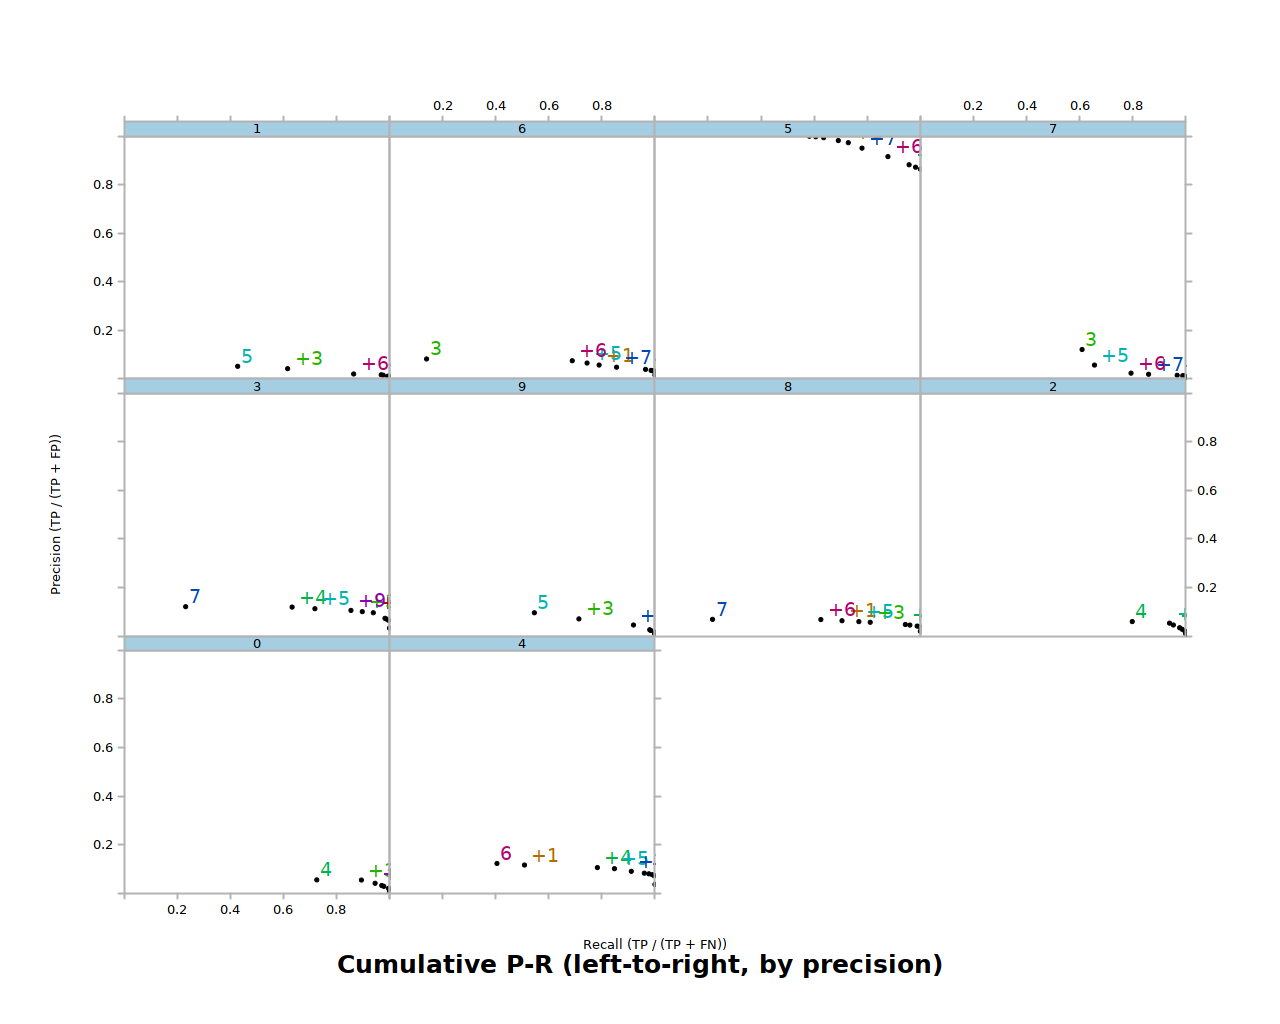 0.2 0.4 0.6 0.8 0.2 0.4 0.6 0.8
1 6 5 7
+7 +6
0.8
0.6
0.4
0.2
5 +3 +6 3 +6 +5 +1 +7 3 +5 +6 +7
3 9 8 2
0.8
0.6
0.4
0.2
7 +4 +5 +9 5 +3 + 7 +6 +1 +5 +3 4
Precision (TP / (TP + FP))
0 4
0.8
0.6
0.4
0.2
4 + 6 +1 +4 +5 +
0.2 0.4 0.6 0.8
Recall (TP / (TP + FN))
Cumulative P-R (left-to-right, by precision)